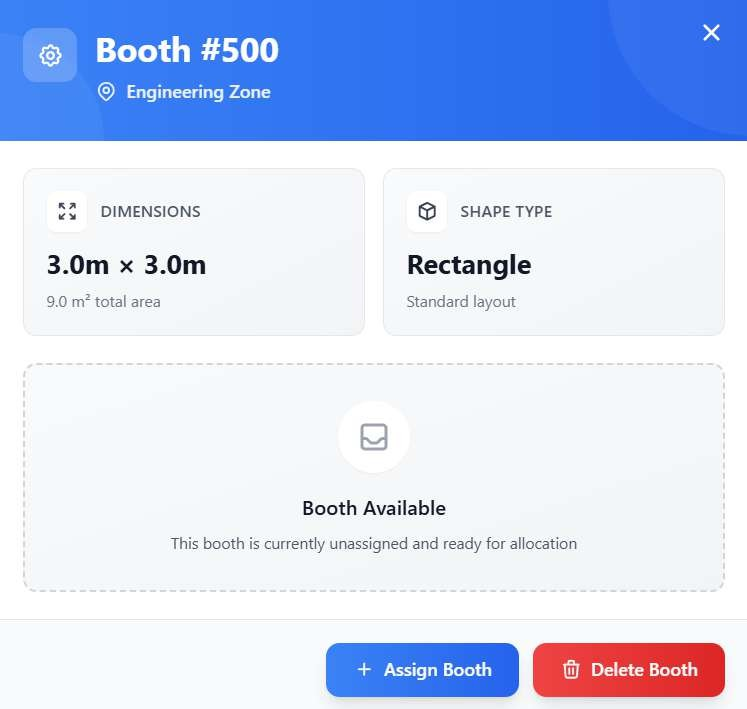 Booth #500
Engineering Zone
DIMENSIONS
3.0m × 3.0m
9.0 m² total area
SHAPE TYPE
Rectangle
Standard layout
Booth Available
This booth is currently unassigned and ready for allocation
Assign Booth
Delete Booth